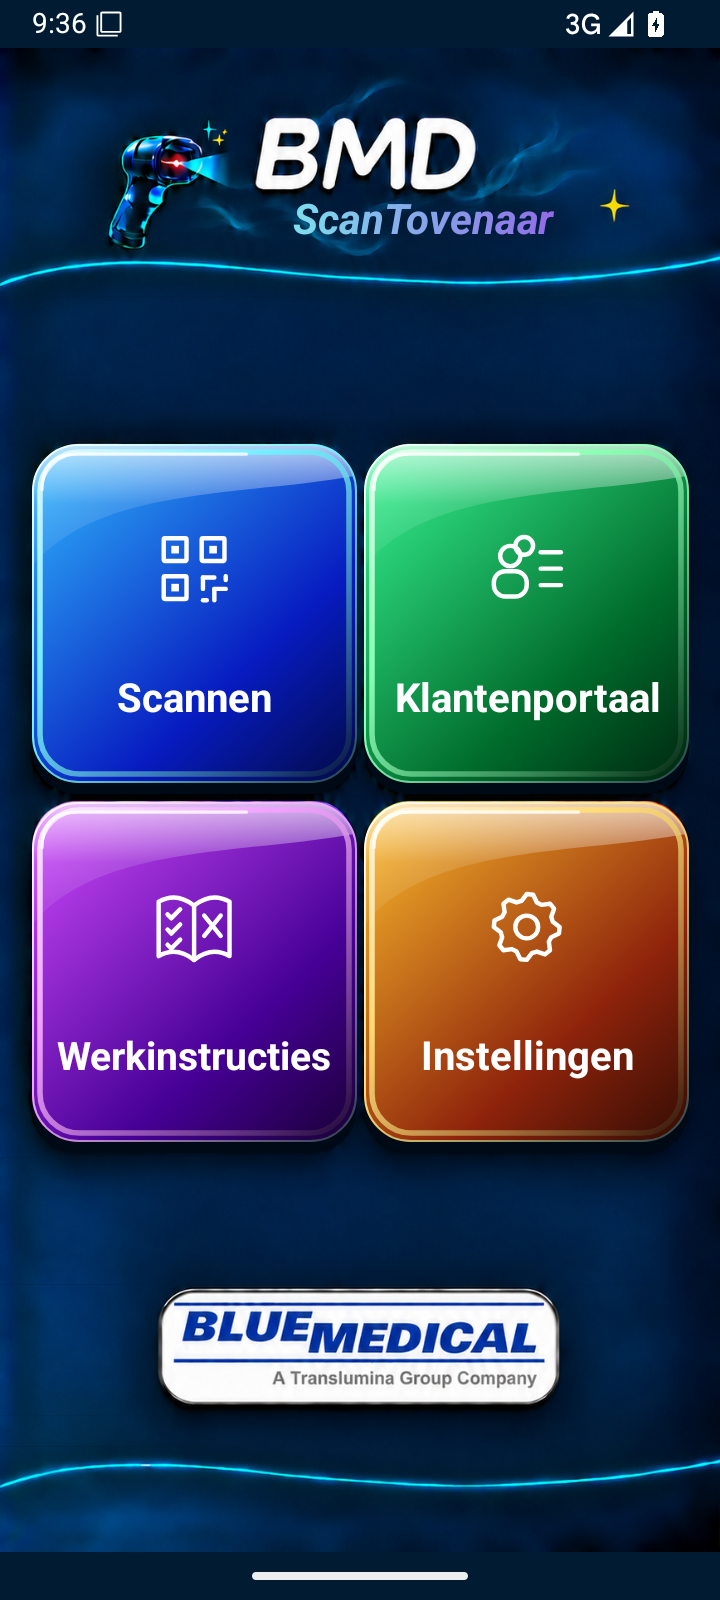 9:36
3G
BMD
ScanTovenaar
Scannen
Klantenportaal
Werkinstructies
Instellingen
BLUEMEDICAL
A Translumina Group Company